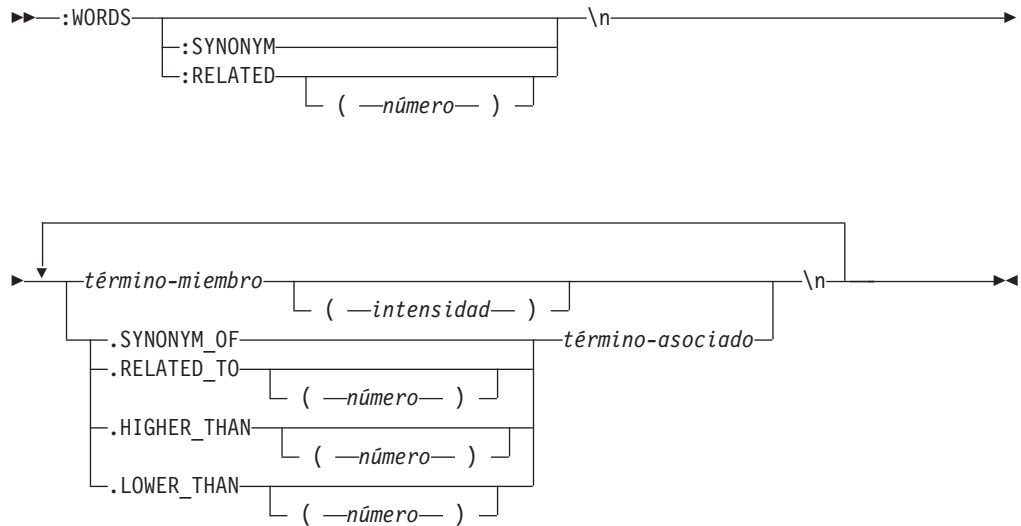 :WORDS \n
:SYNONYM
:RELATED
( número )
término-miembro \n
( intensidad )
.SYNONYM_OF término-asociado
.RELATED_TO
( número )
.HIGHER_THAN
( número )
.LOWER_THAN
( número )